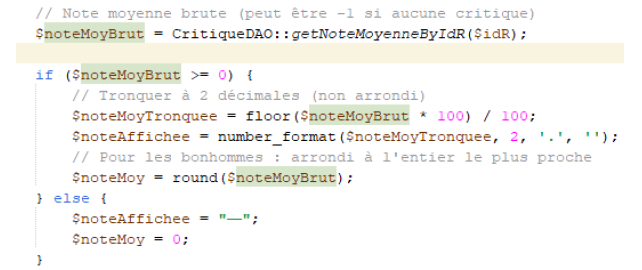 // Note moyenne brute (peut être -1 si aucune critique)
$noteMoyBrut = CritiqueDAO::getNoteMoyenneByIdR($idR);
if ($noteMoyBrut >= 0) {
// Tronquer à 2 décimales (non arrondi)
$noteMoyTronquee = floor($noteMoyBrut * 100) / 100;
$noteAffichee = number_format($noteMoyTronquee, 2, '.', '');
// Pour les bonhommes : arrondi à l'entier le plus proche
$noteMoy = round($noteMoyBrut);
} else {
$noteAffichee = "—";
$noteMoy = 0;
}